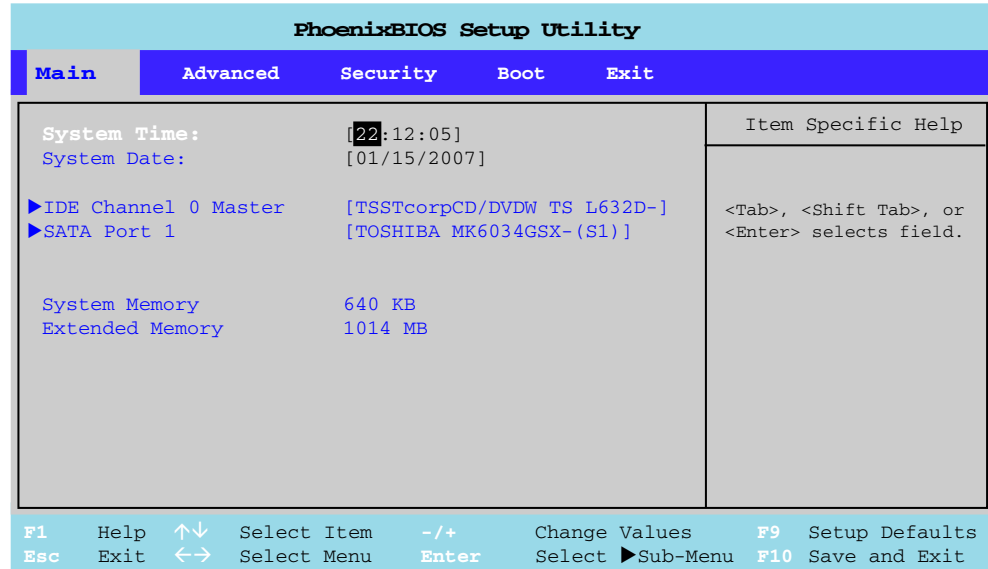 PhoenixBIOS Setup Utility
Main Advanced Security Boot Exit
System Time: [22:12:05]
System Date: [01/15/2007]
▶IDE Channel 0 Master [TSSTcorpCD/DVDW TS L632D-]
▶SATA Port 1 [TOSHIBA MK6034GSX-(S1)]
System Memory 640 KB
Extended Memory 1014 MB
Item Specific Help
<Tab>, <Shift Tab>, or
<Enter> selects field.
F1 Help ↑↓ Select Item -/+ Change Values F9 Setup Defaults
Esc Exit ←→ Select Menu Enter Select ▶Sub-Menu F10 Save and Exit